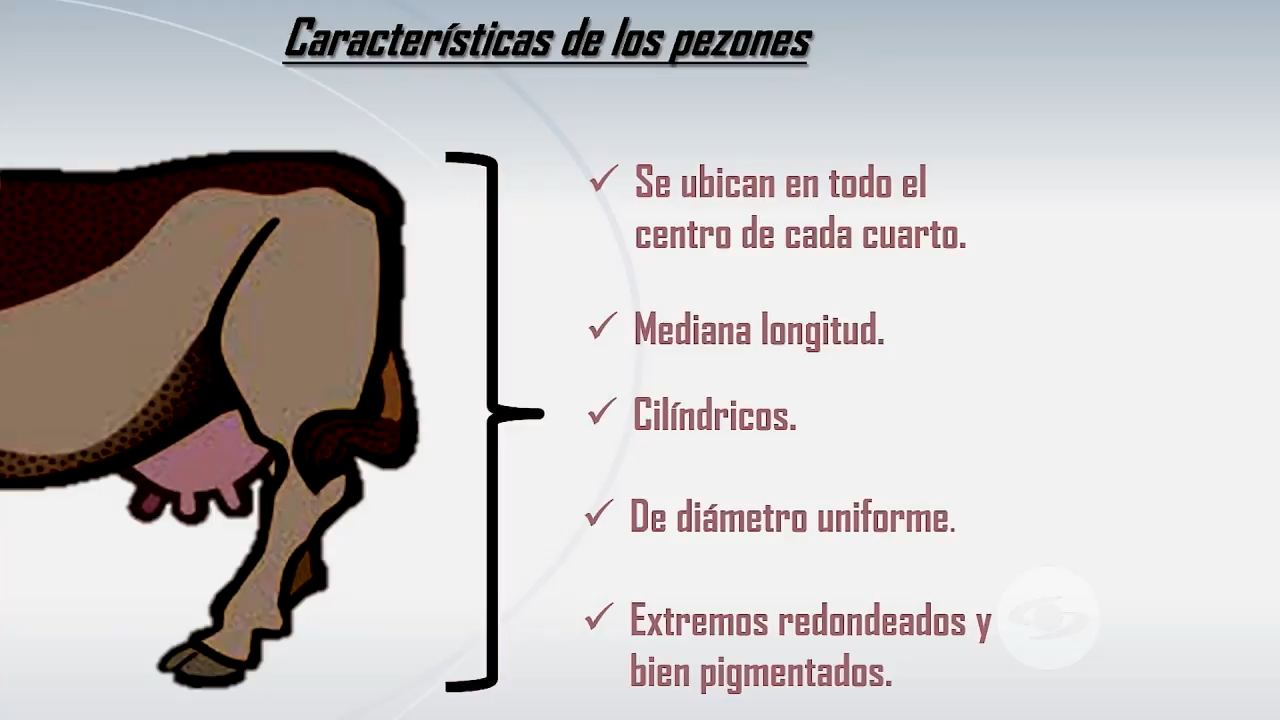 Características de los pezones
Se ubican en todo el
centro de cada cuarto.
Mediana longitud.
Cilíndricos.
De diámetro uniforme.
Extremos redondeados y
bien pigmentados.